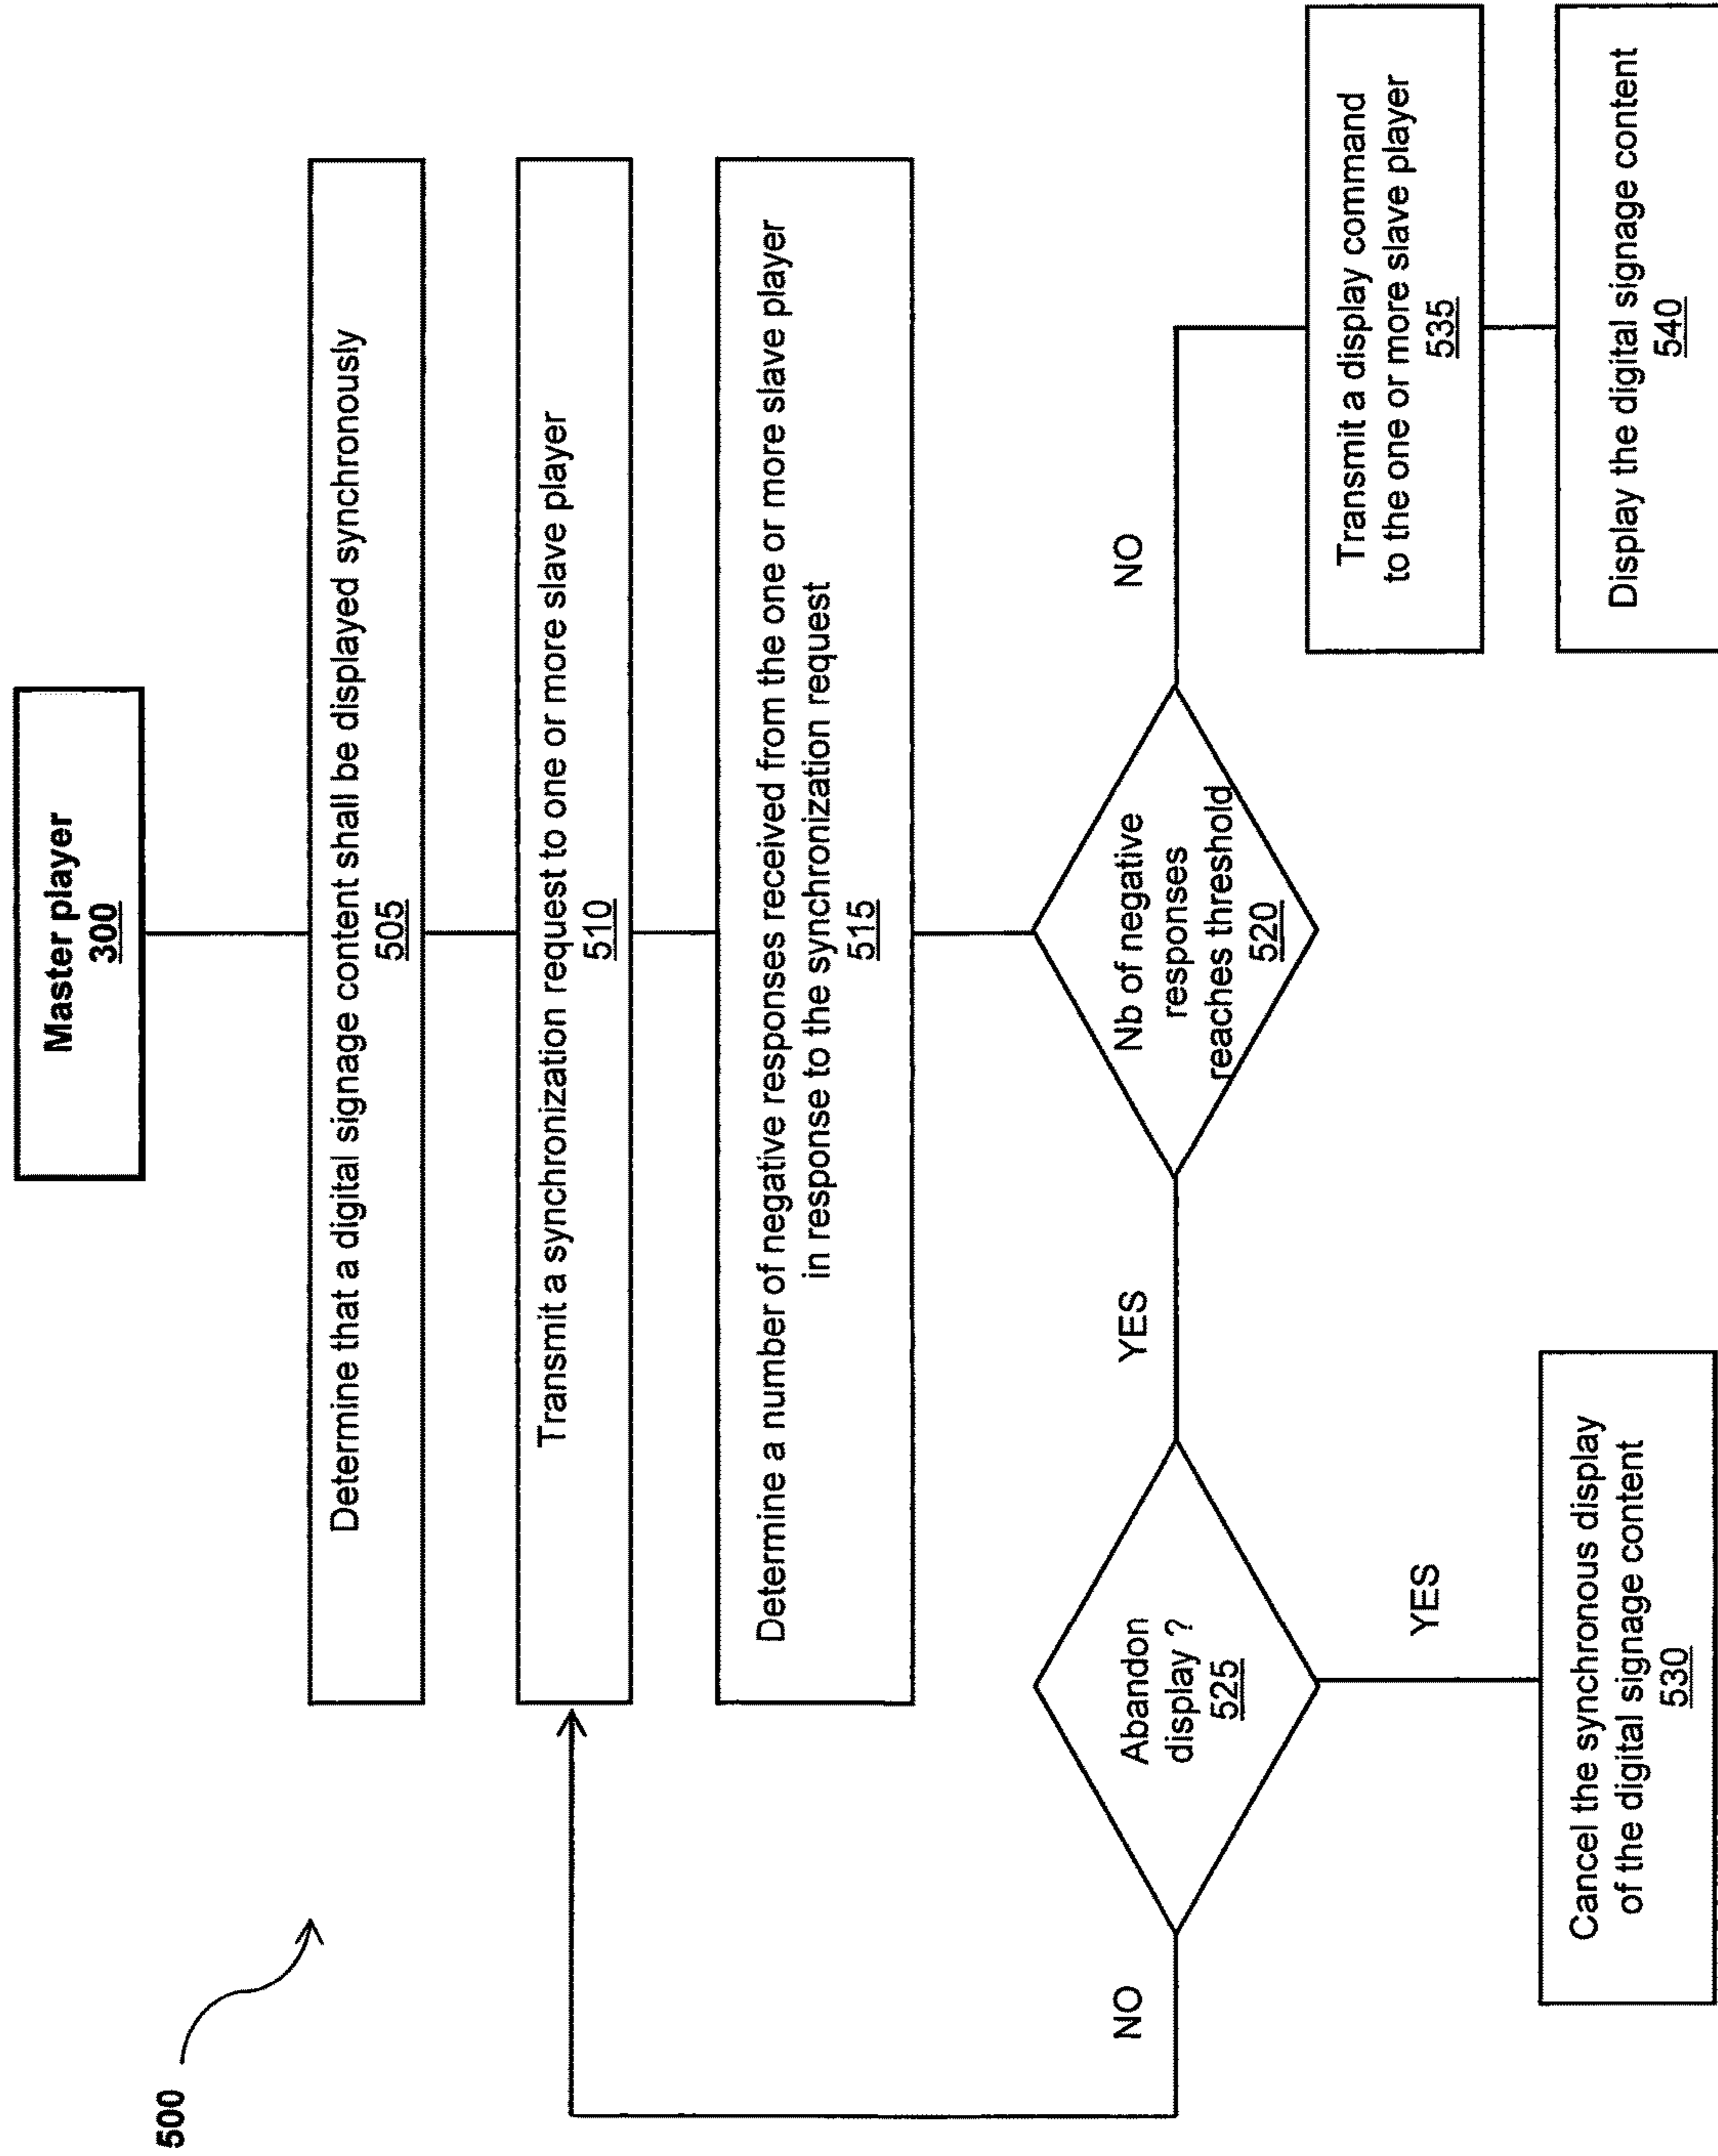 500
Master player
300
Determine that a digital signage content shall be displayed synchronously
505
Transmit a synchronization request to one or more slave player
510
Determine a number of negative responses received from the one or more slave player
in response to the synchronization request
515
Nb of negative
responses
reaches threshold
520
YES
NO
Abandon
display ?
525
NO
YES
Cancel the synchronous display
of the digital signage content
530
Transmit a display command
to the one or more slave player
535
Display the digital signage content
540